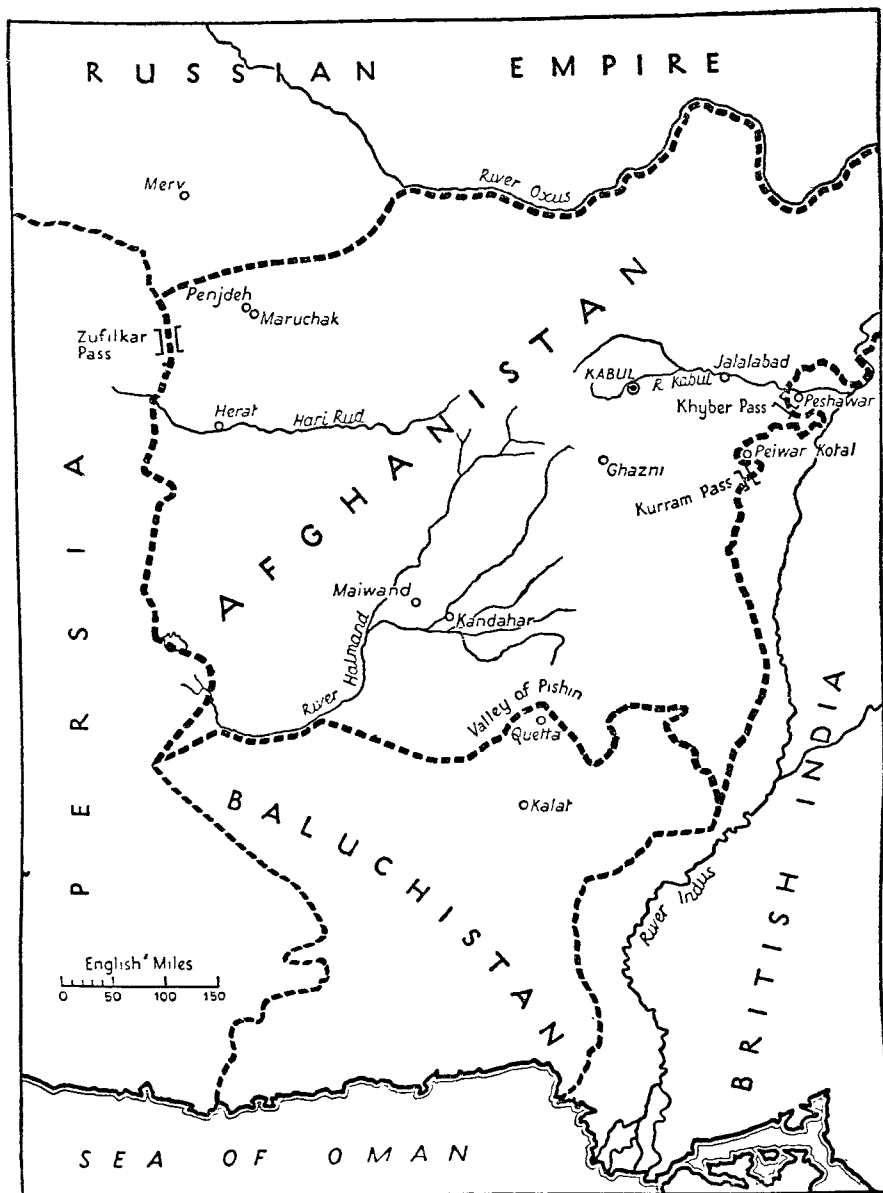 RUSSIAN EMPIRE
Merv
River Oxus
Penjdeh
Maruchak
Zufilkar
Pass
AFGHANISTAN
KABUL
R. Kabul
Jalalabad
Khyber Pass
Peshawar
Herat
Hari Rud
Ghazni
Peiwar Kotal
Kurram Pass
PERSIA
Maiwand
Kandahar
River Halmand
Valley of Pishin
Quetta
BALUCHISTAN
Kalat
River Indus
BRITISH INDIA
English Miles
0 50 100 150
SEA OF OMAN